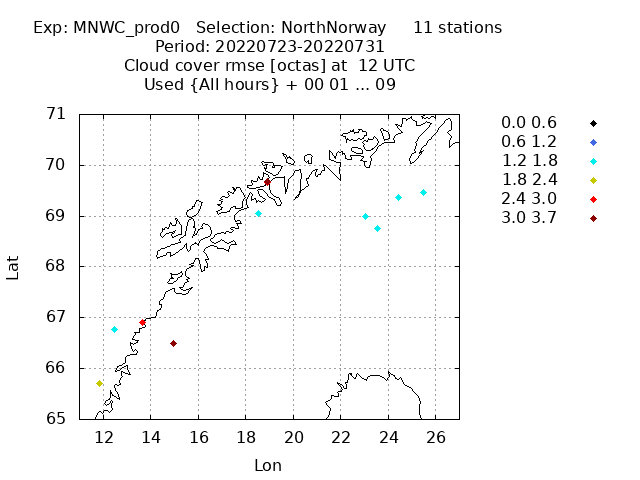 Exp: MNWC_prod0   Selection: NorthNorway     11 stations
Period: 20220723-20220731
Cloud cover rmse [octas] at  12 UTC
Used {All hours} + 00 01 ... 09
71
70
69
68
67
66
65
Lat
12 14 16 18 20 22 24 26
Lon
0.0 0.6
0.6 1.2
1.2 1.8
1.8 2.4
2.4 3.0
3.0 3.7